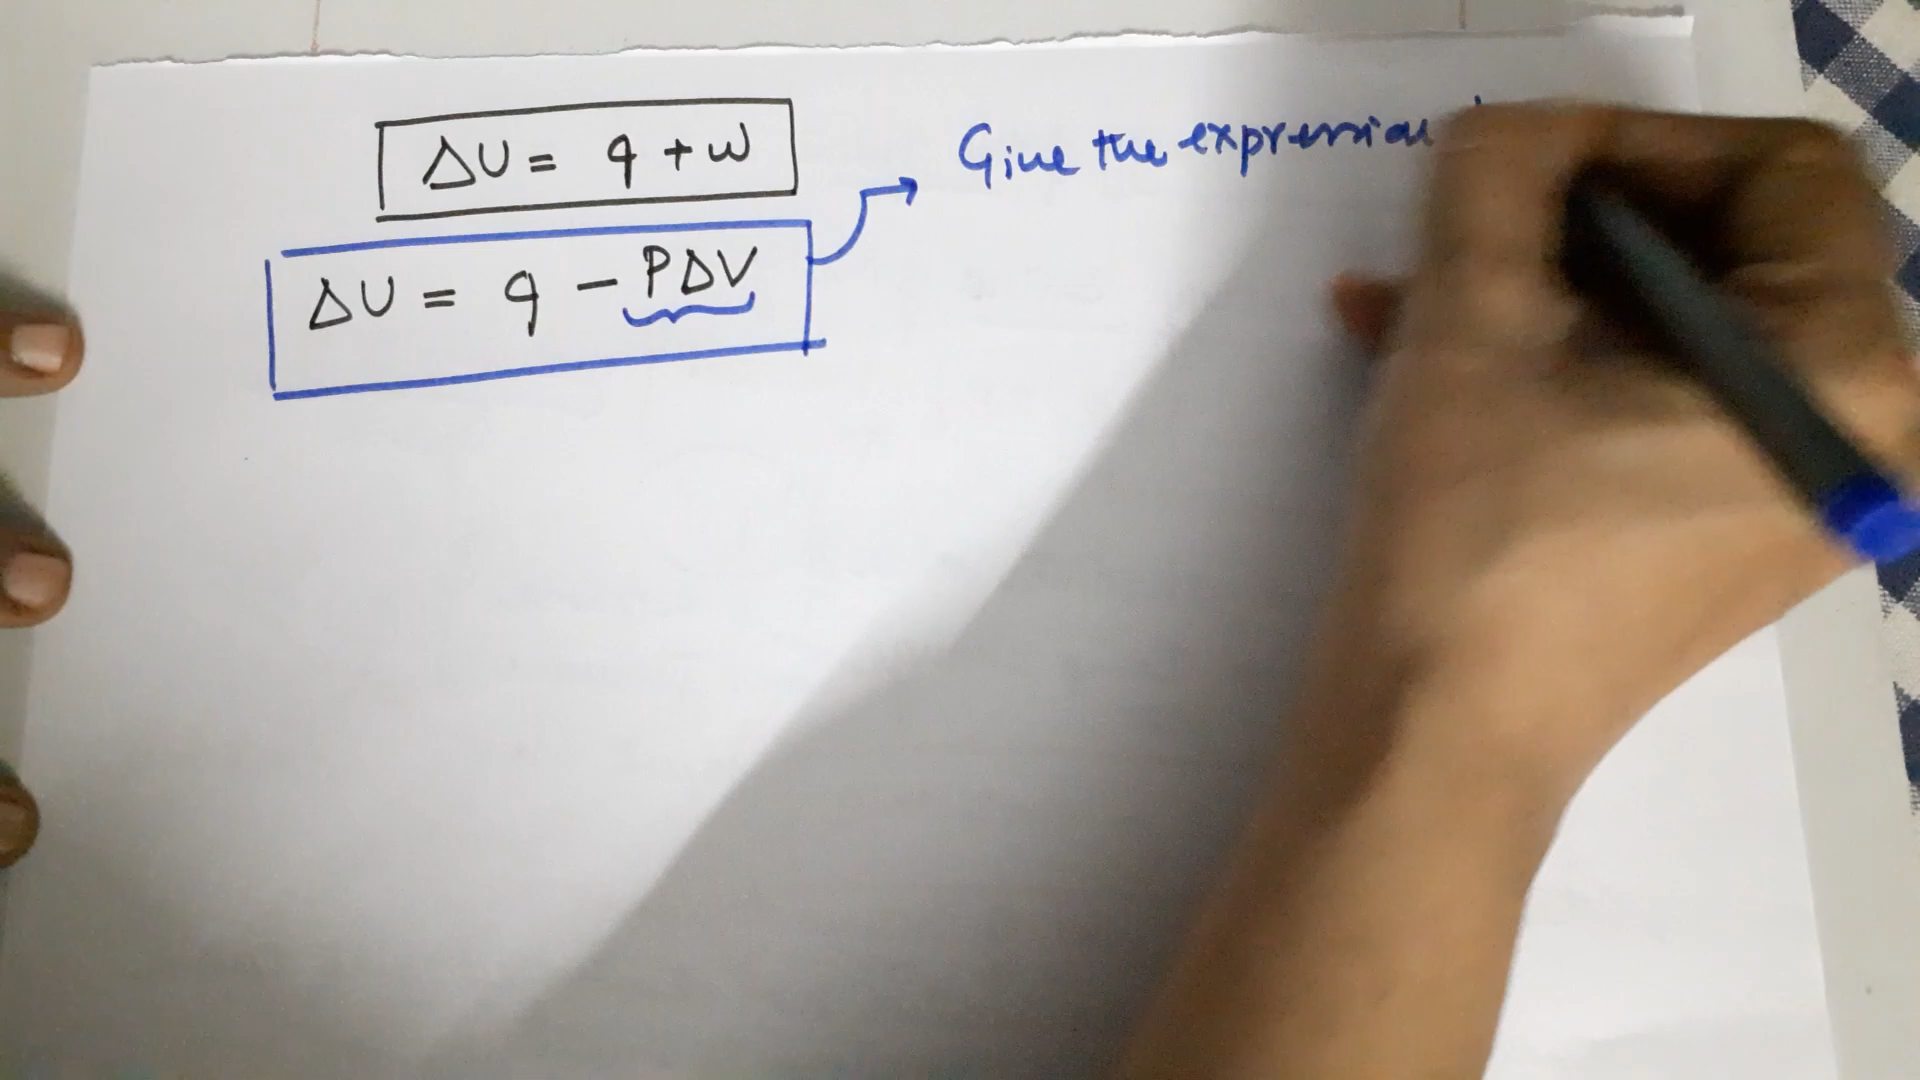 ΔU = q + w
Give the expression
ΔU = q - PΔV